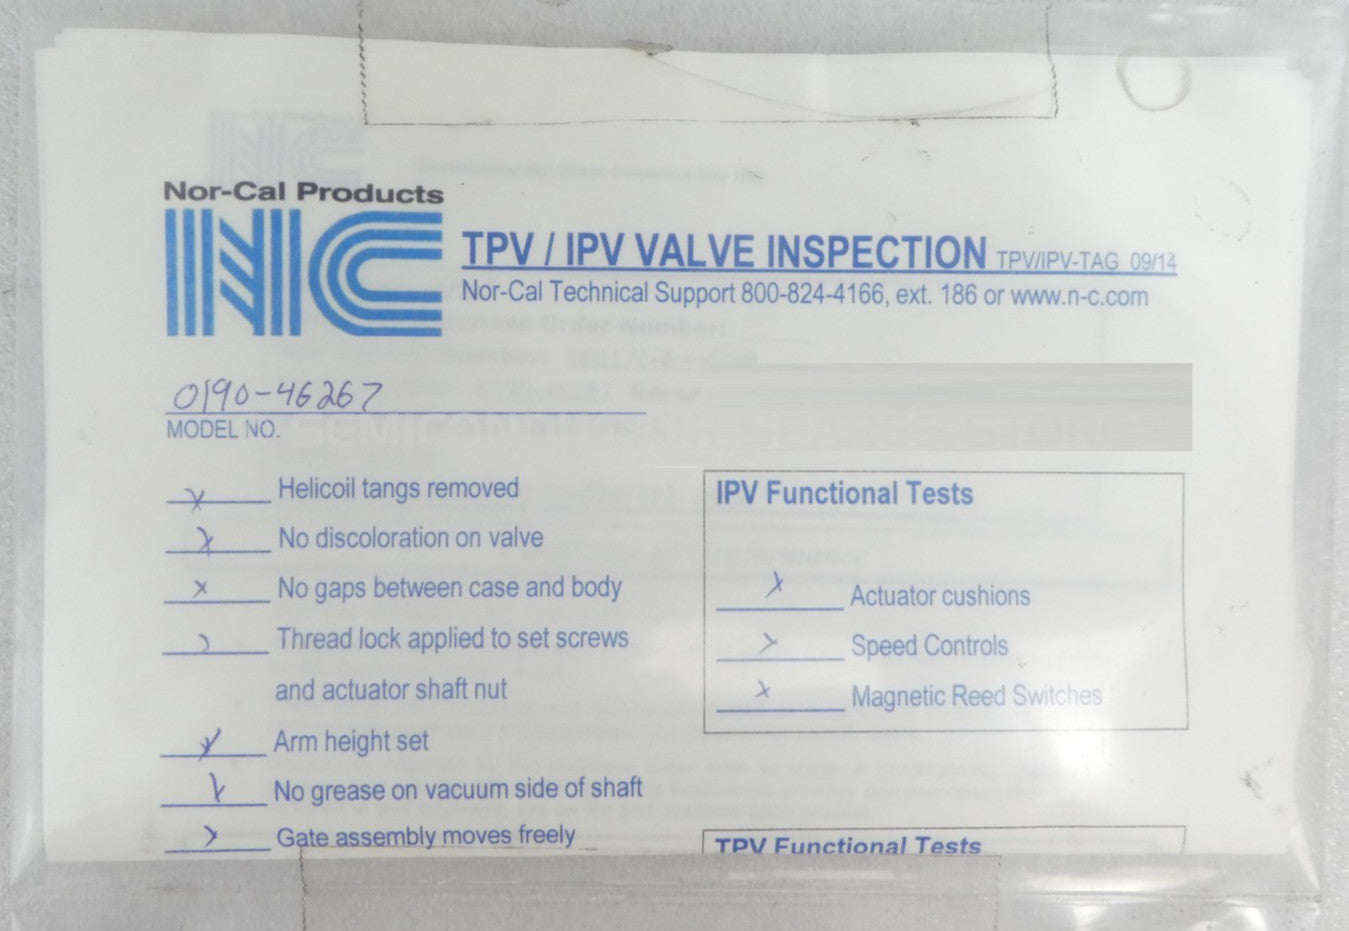 Nor-Cal Products
NC
TPV / IPV VALVE INSPECTION TPV/IPV-TAG 09/14
Nor-Cal Technical Support 800-824-4166, ext. 186 or www.n-c.com
0190-46267
MODEL NO.
x Helicoil tangs removed
x No discoloration on valve
x No gaps between case and body
Thread lock applied to set screws
and actuator shaft nut
x Arm height set
x No grease on vacuum side of shaft
x Gate assembly moves freely
IPV Functional Tests
x Actuator cushions
x Speed Controls
x Magnetic Reed Switches
TPV Functional Tests